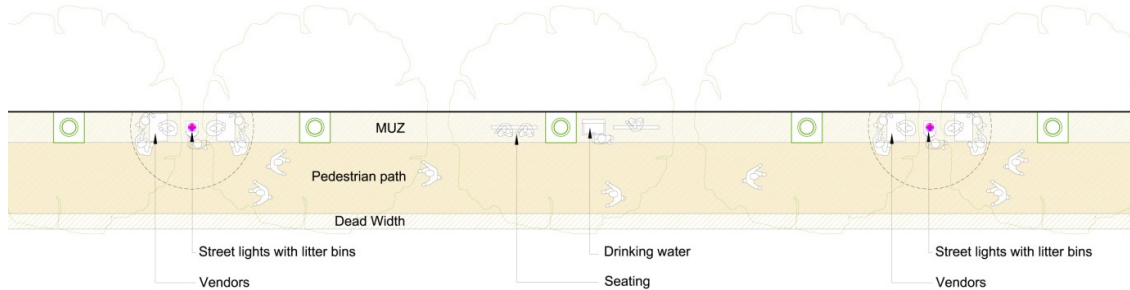 MUZ
Pedestrian path
Dead Width
Street lights with litter bins
Drinking water
Street lights with litter bins
Vendors
Seating
Vendors